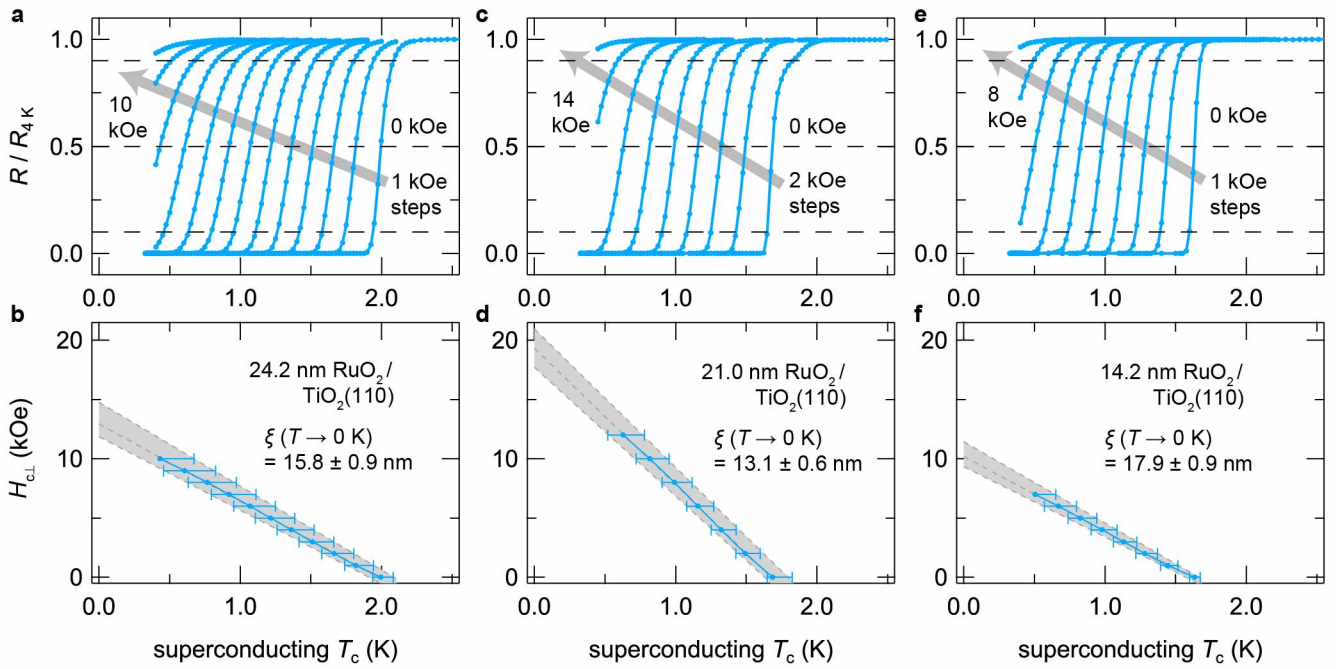 a
R / R4 K
1.0
0.5
0.0
10
kOe
0 kOe
1 kOe
steps
0.0
1.0
2.0
c
14
kOe
0 kOe
2 kOe
steps
0.0
1.0
2.0
e
8
kOe
0 kOe
1 kOe
steps
0.0
1.0
2.0
b
Hc⊥ (kOe)
20
10
0
24.2 nm RuO2 /
TiO2(110)
ξ (T → 0 K)
= 15.8 ± 0.9 nm
0.0
1.0
2.0
superconducting Tc (K)
d
21.0 nm RuO2 /
TiO2(110)
ξ (T → 0 K)
= 13.1 ± 0.6 nm
0.0
1.0
2.0
superconducting Tc (K)
f
14.2 nm RuO2 /
TiO2(110)
ξ (T → 0 K)
= 17.9 ± 0.9 nm
0.0
1.0
2.0
superconducting Tc (K)